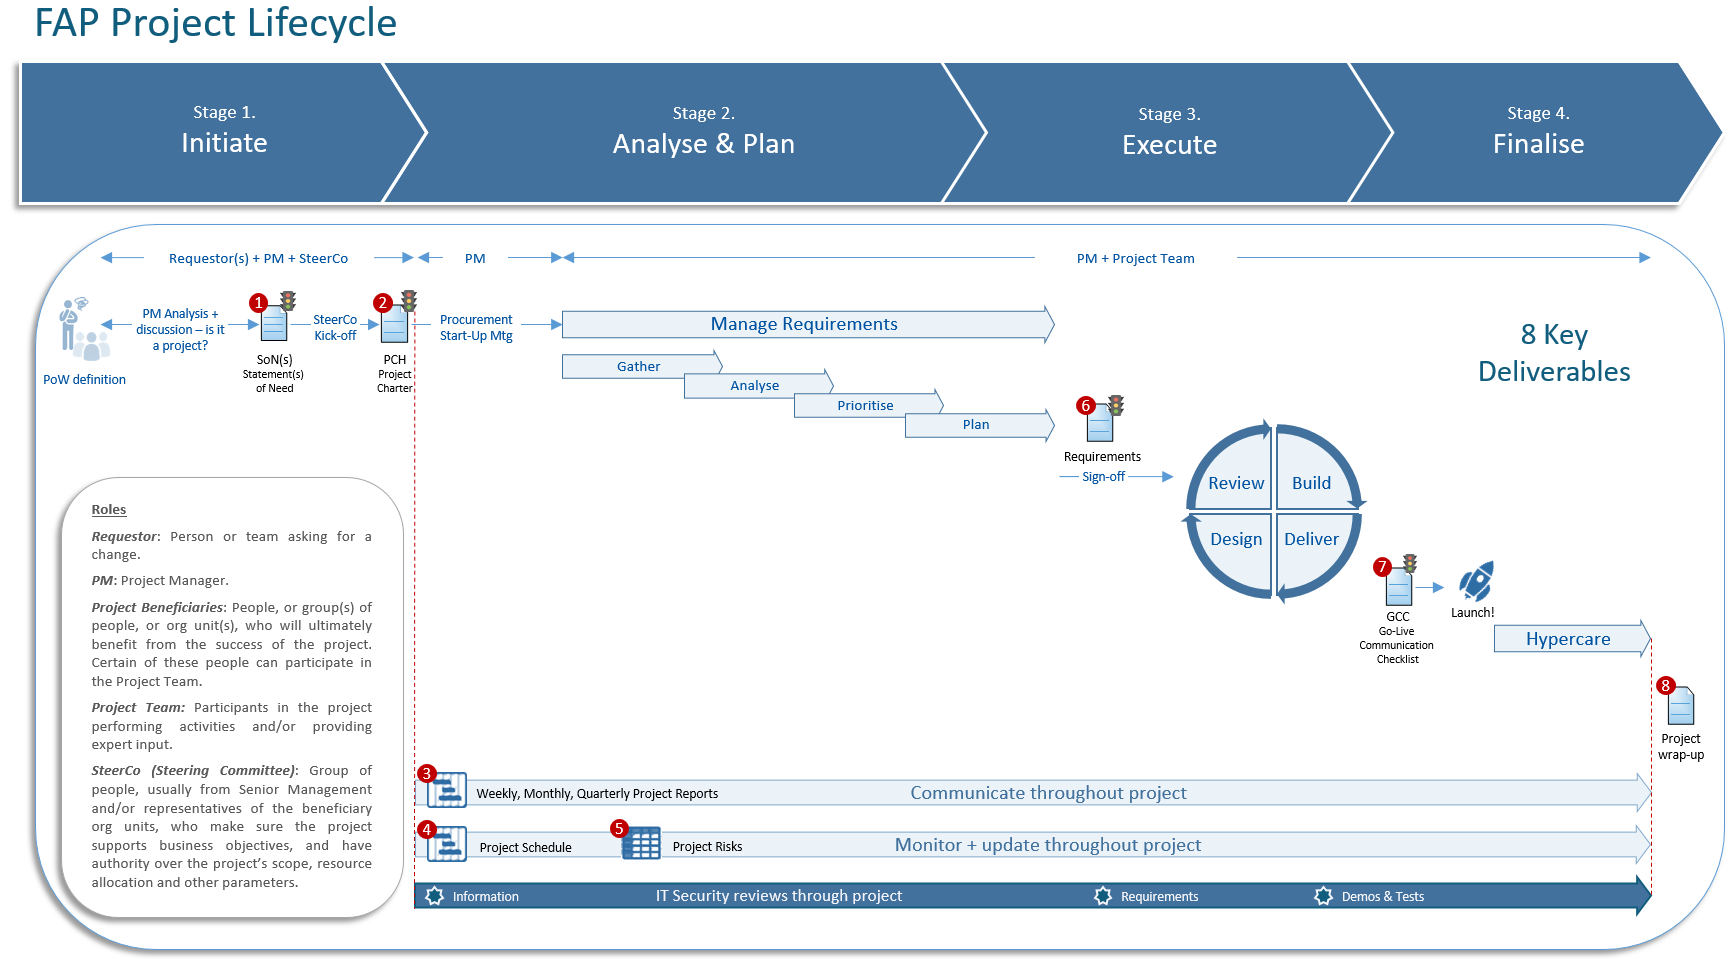 FAP Project Lifecycle
Stage 1.
Initiate
Stage 2.
Analyse & Plan
Stage 3.
Execute
Stage 4.
Finalise
Requestor(s) + PM + SteerCo
PM
PM + Project Team
PoW definition
PM Analysis +
discussion – is it
a project?
1
SoN(s)
Statement(s)
of Need
SteerCo
Kick-off
2
PCH
Project
Charter
Procurement
Start-Up Mtg
Manage Requirements
Gather
Analyse
Prioritise
Plan
8 Key
Deliverables
6
Requirements
Sign-off
Review
Build
Design
Deliver
7
GCC
Go-Live
Communication
Checklist
Launch!
Hypercare
8
Project
wrap-up
Roles
Requestor: Person or team asking for a
change.
PM: Project Manager.
Project Beneficiaries: People, or group(s) of
people, or org unit(s), who will ultimately
benefit from the success of the project.
Certain of these people can participate in
the Project Team.
Project Team: Participants in the project
performing activities and/or providing
expert input.
SteerCo (Steering Committee): Group of
people, usually from Senior Management
and/or representatives of the beneficiary
org units, who make sure the project
supports business objectives, and have
authority over the project's scope, resource
allocation and other parameters.
3
Weekly, Monthly, Quarterly Project Reports
Communicate throughout project
4
Project Schedule
5
Project Risks
Monitor + update throughout project
Information
IT Security reviews through project
Requirements
Demos & Tests